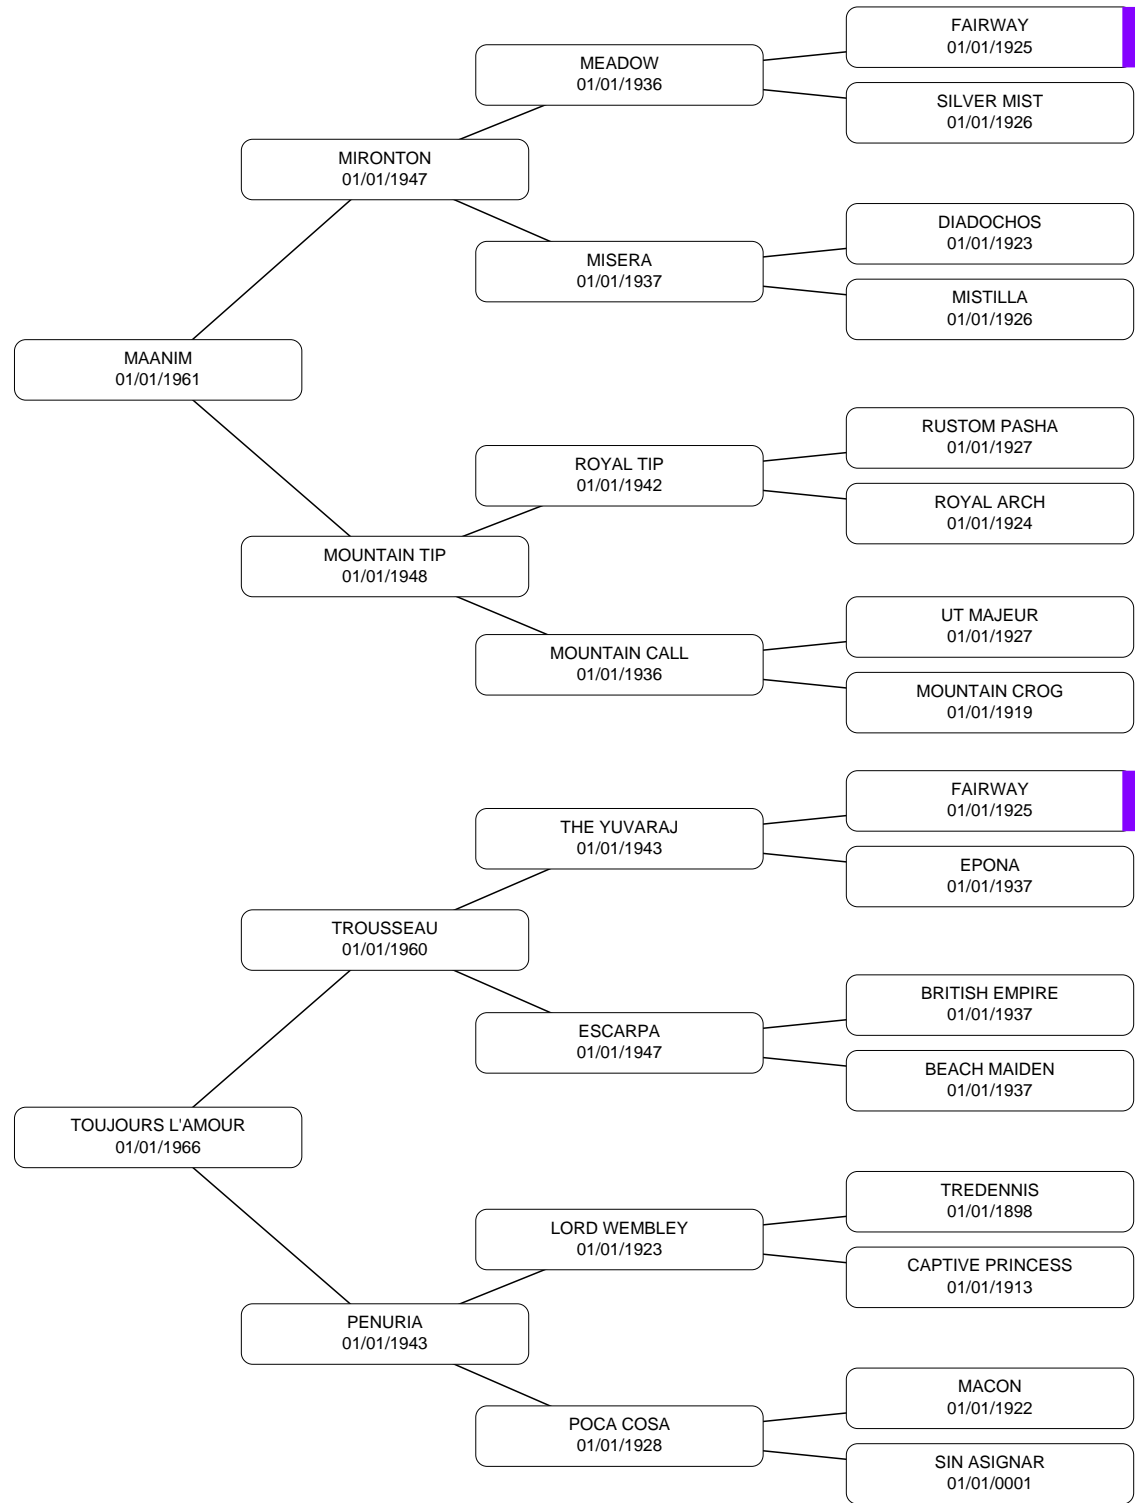 FAIRWAY
01/01/1925
MEADOW
01/01/1936
SILVER MIST
01/01/1926
MIRONTON
01/01/1947
DIADOCHOS
01/01/1923
MISERA
01/01/1937
MISTILLA
01/01/1926
MAANIM
01/01/1961
RUSTOM PASHA
01/01/1927
ROYAL TIP
01/01/1942
ROYAL ARCH
01/01/1924
MOUNTAIN TIP
01/01/1948
UT MAJEUR
01/01/1927
MOUNTAIN CALL
01/01/1936
MOUNTAIN CROG
01/01/1919
FAIRWAY
01/01/1925
THE YUVARAJ
01/01/1943
EPONA
01/01/1937
TROUSSEAU
01/01/1960
BRITISH EMPIRE
01/01/1937
ESCARPA
01/01/1947
BEACH MAIDEN
01/01/1937
TOUJOURS L'AMOUR
01/01/1966
TREDENNIS
01/01/1898
LORD WEMBLEY
01/01/1923
CAPTIVE PRINCESS
01/01/1913
PENURIA
01/01/1943
MACON
01/01/1922
POCA COSA
01/01/1928
SIN ASIGNAR
01/01/0001